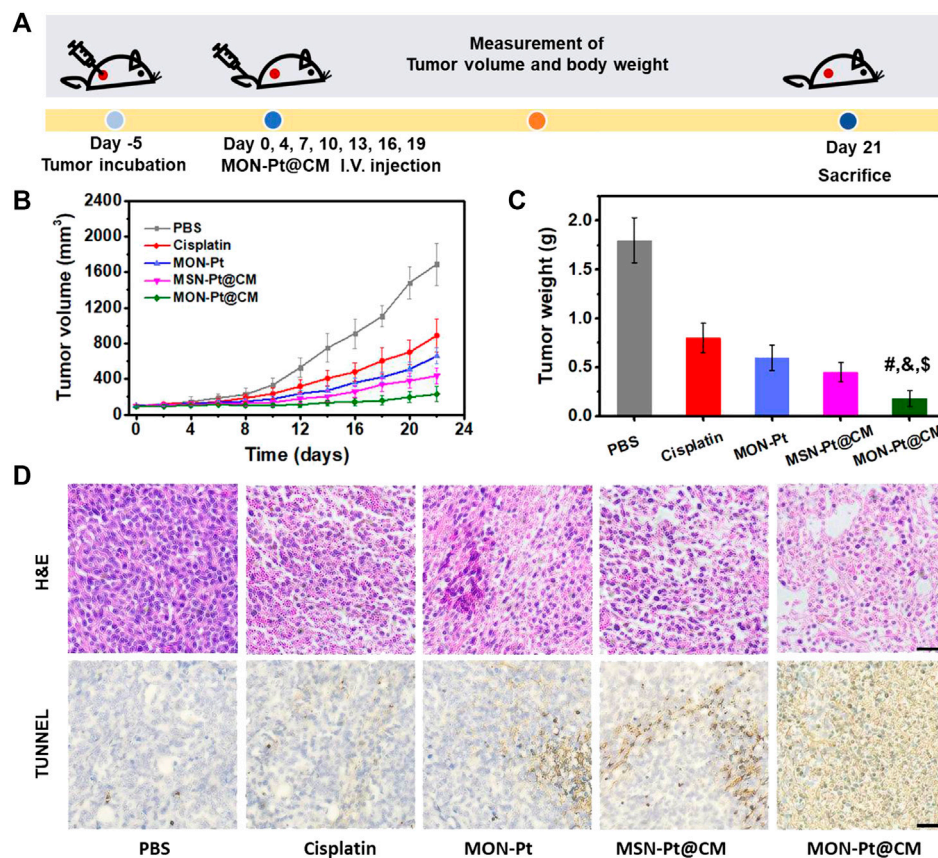 A
Measurement of
Tumor volume and body weight
Day -5
Tumor incubation
Day 0, 4, 7, 10, 13, 16, 19
MON-Pt@CM I.V. injection
Day 21
Sacrifice
B
Tumor volume (mm³)
2400
2000
1600
1200
800
400
0
PBS
Cisplatin
MON-Pt
MSN-Pt@CM
MON-Pt@CM
0 4 8 12 16 20 24
Time (days)
C
Tumor weight (g)
2.0
1.5
1.0
0.5
0.0
#,&,$
PBS
Cisplatin
MON-Pt
MSN-Pt@CM
MON-Pt@CM
D
H&E
TUNNEL
PBS Cisplatin MON-Pt MSN-Pt@CM MON-Pt@CM